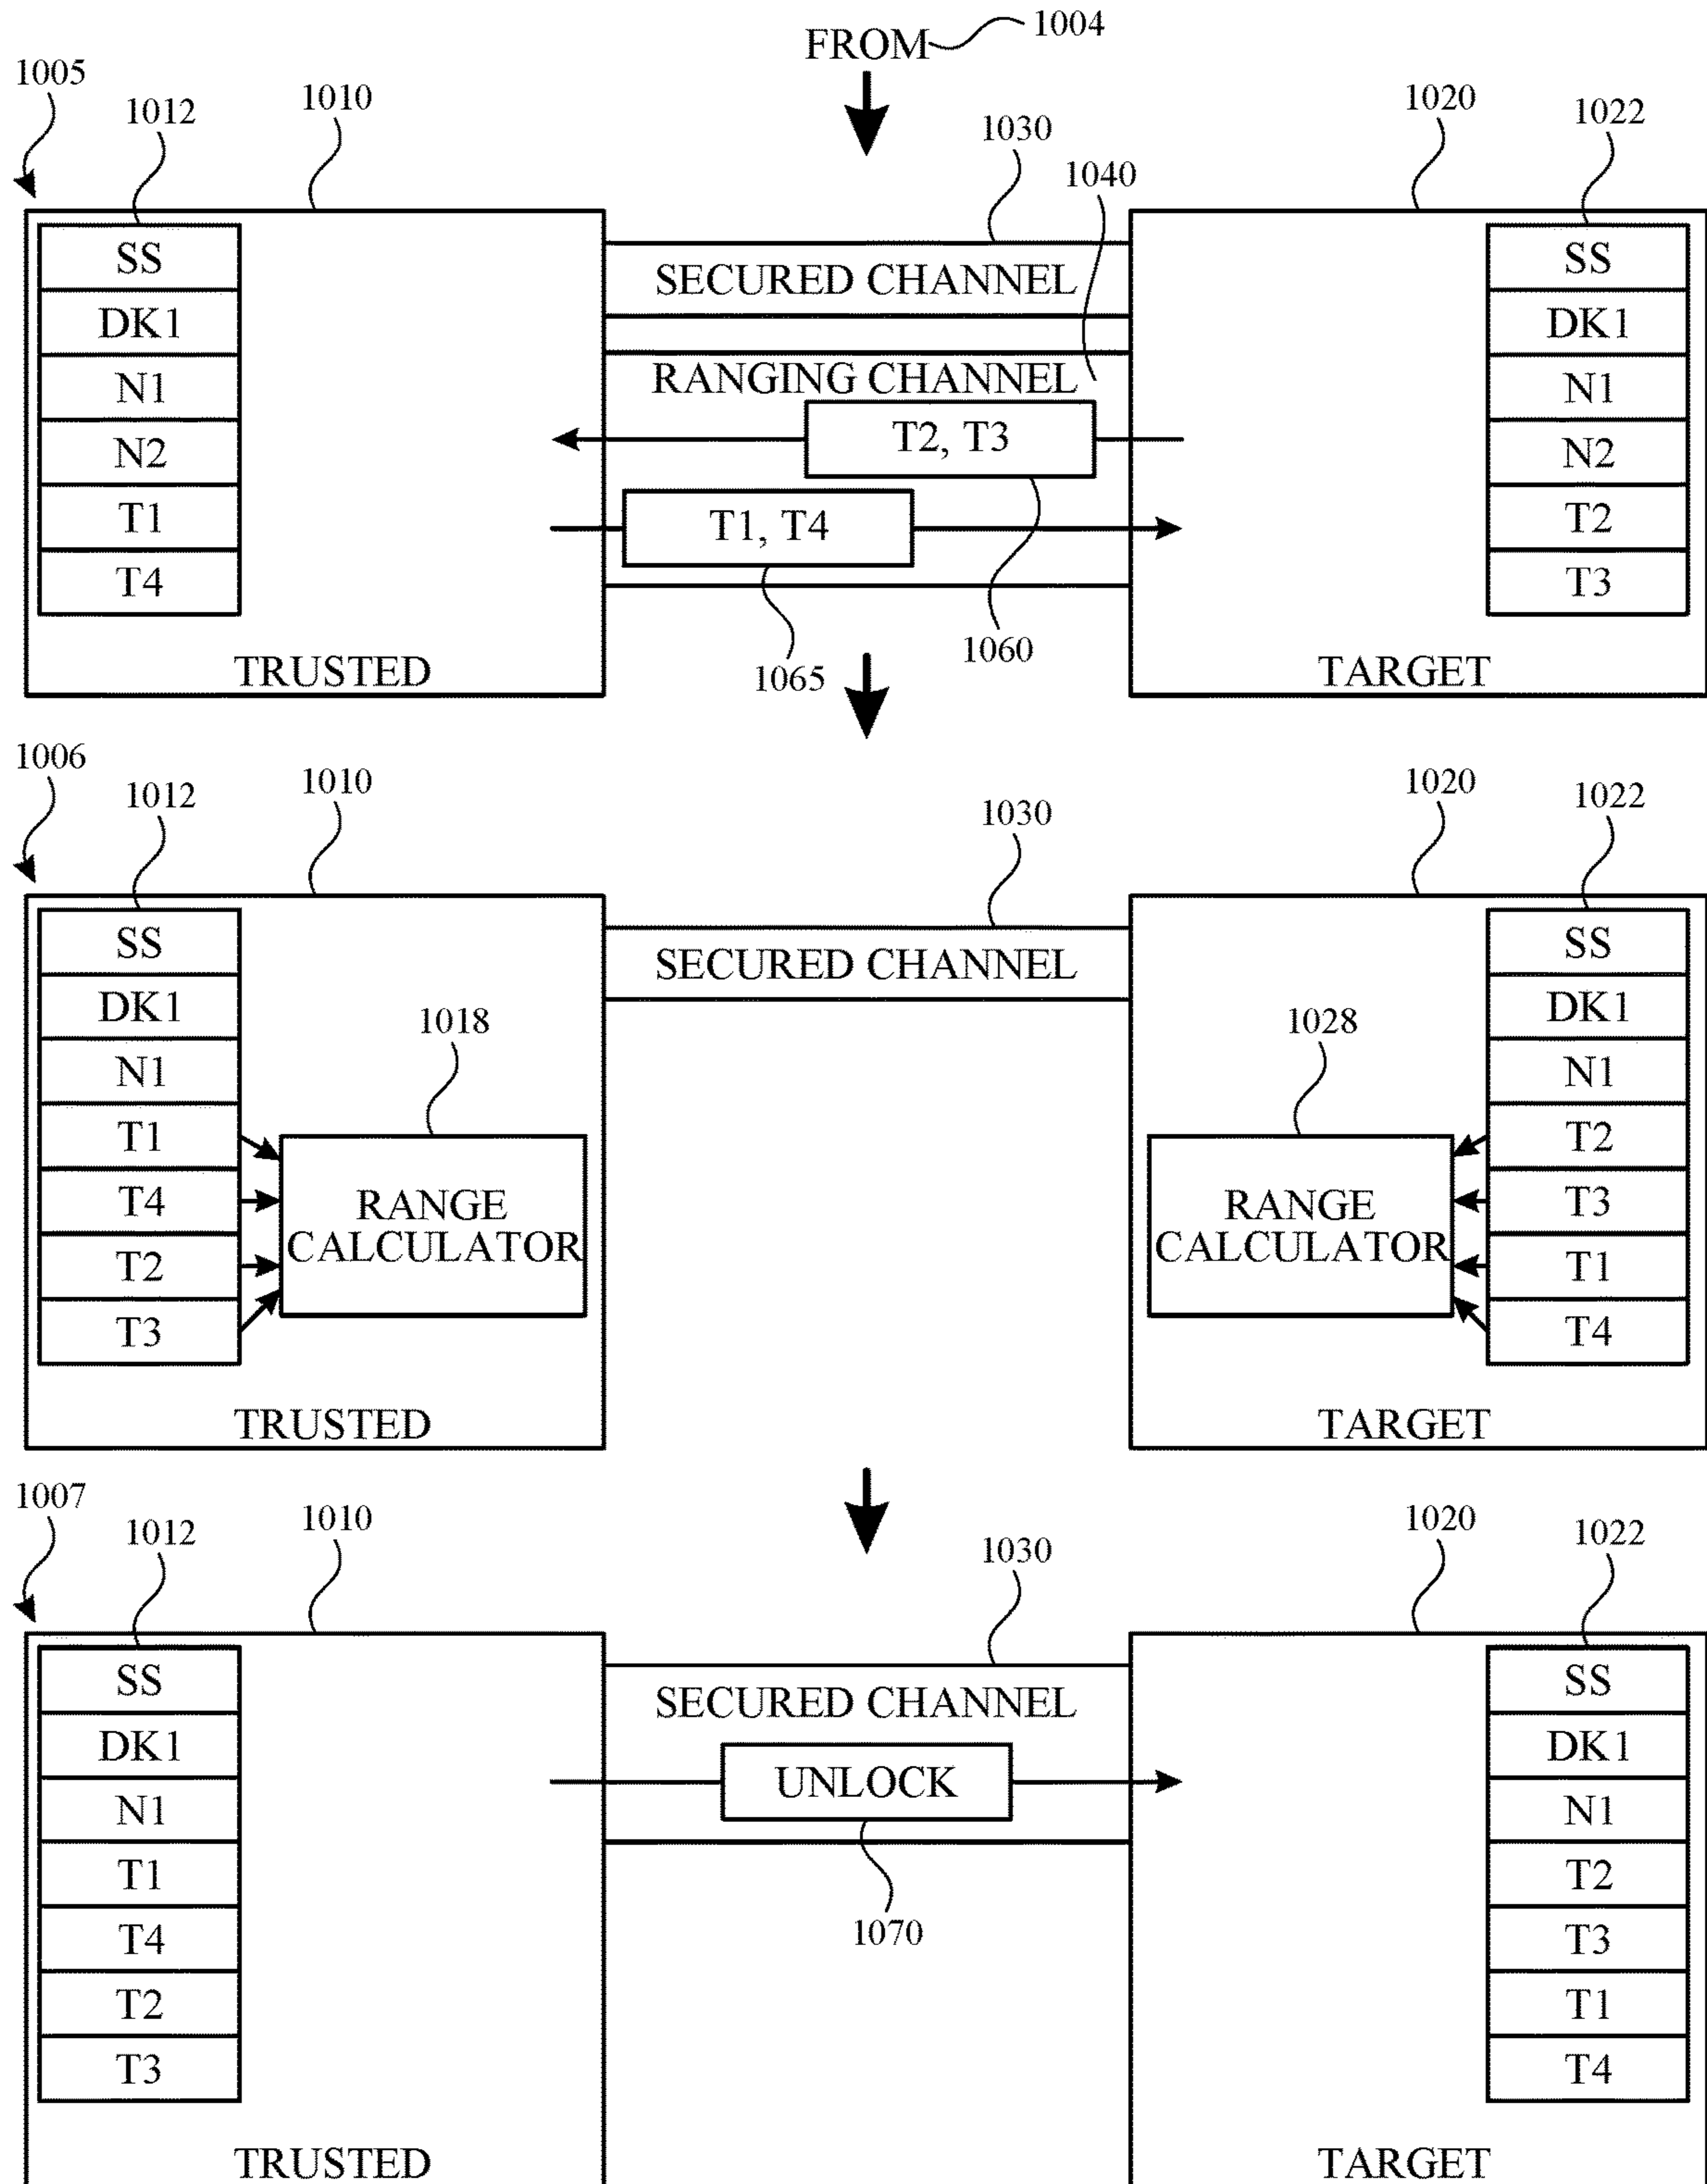 FROM 1004
1005
1012
1010
1030
1040
1020
1022
SS
DK1
N1
N2
T1
T4
TRUSTED
SECURED CHANNEL
RANGING CHANNEL
T2, T3
T1, T4
1060
1065
SS
DK1
N1
N2
T2
T3
TARGET
1006
1012
1010
1030
1020
1022
SS
DK1
N1
T1
T4
T2
T3
1018
RANGE
CALCULATOR
TRUSTED
SECURED CHANNEL
1028
RANGE
CALCULATOR
SS
DK1
N1
T2
T3
T1
T4
TARGET
1007
1012
1010
1030
1020
1022
SS
DK1
N1
T1
T4
T2
T3
TRUSTED
SECURED CHANNEL
UNLOCK
1070
SS
DK1
N1
T2
T3
T1
T4
TARGET